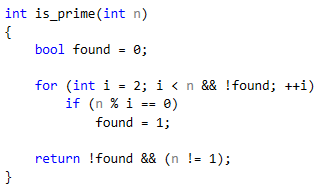 int is_prime(int n)
{
    bool found = 0;

    for (int i = 2; i < n && !found; ++i)
        if (n % i == 0)
            found = 1;

    return !found && (n != 1);
}